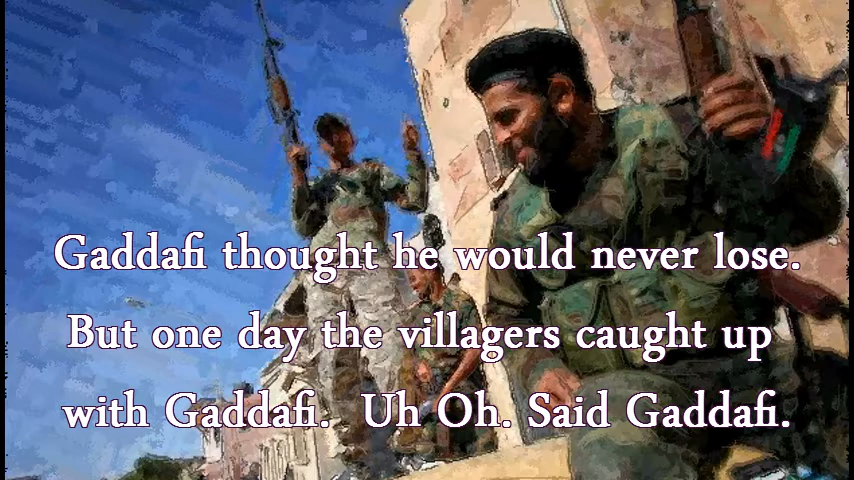 Gaddafi thought he would never lose.
But one day the villagers caught up
with Gaddafi. Uh Oh. Said Gaddafi.